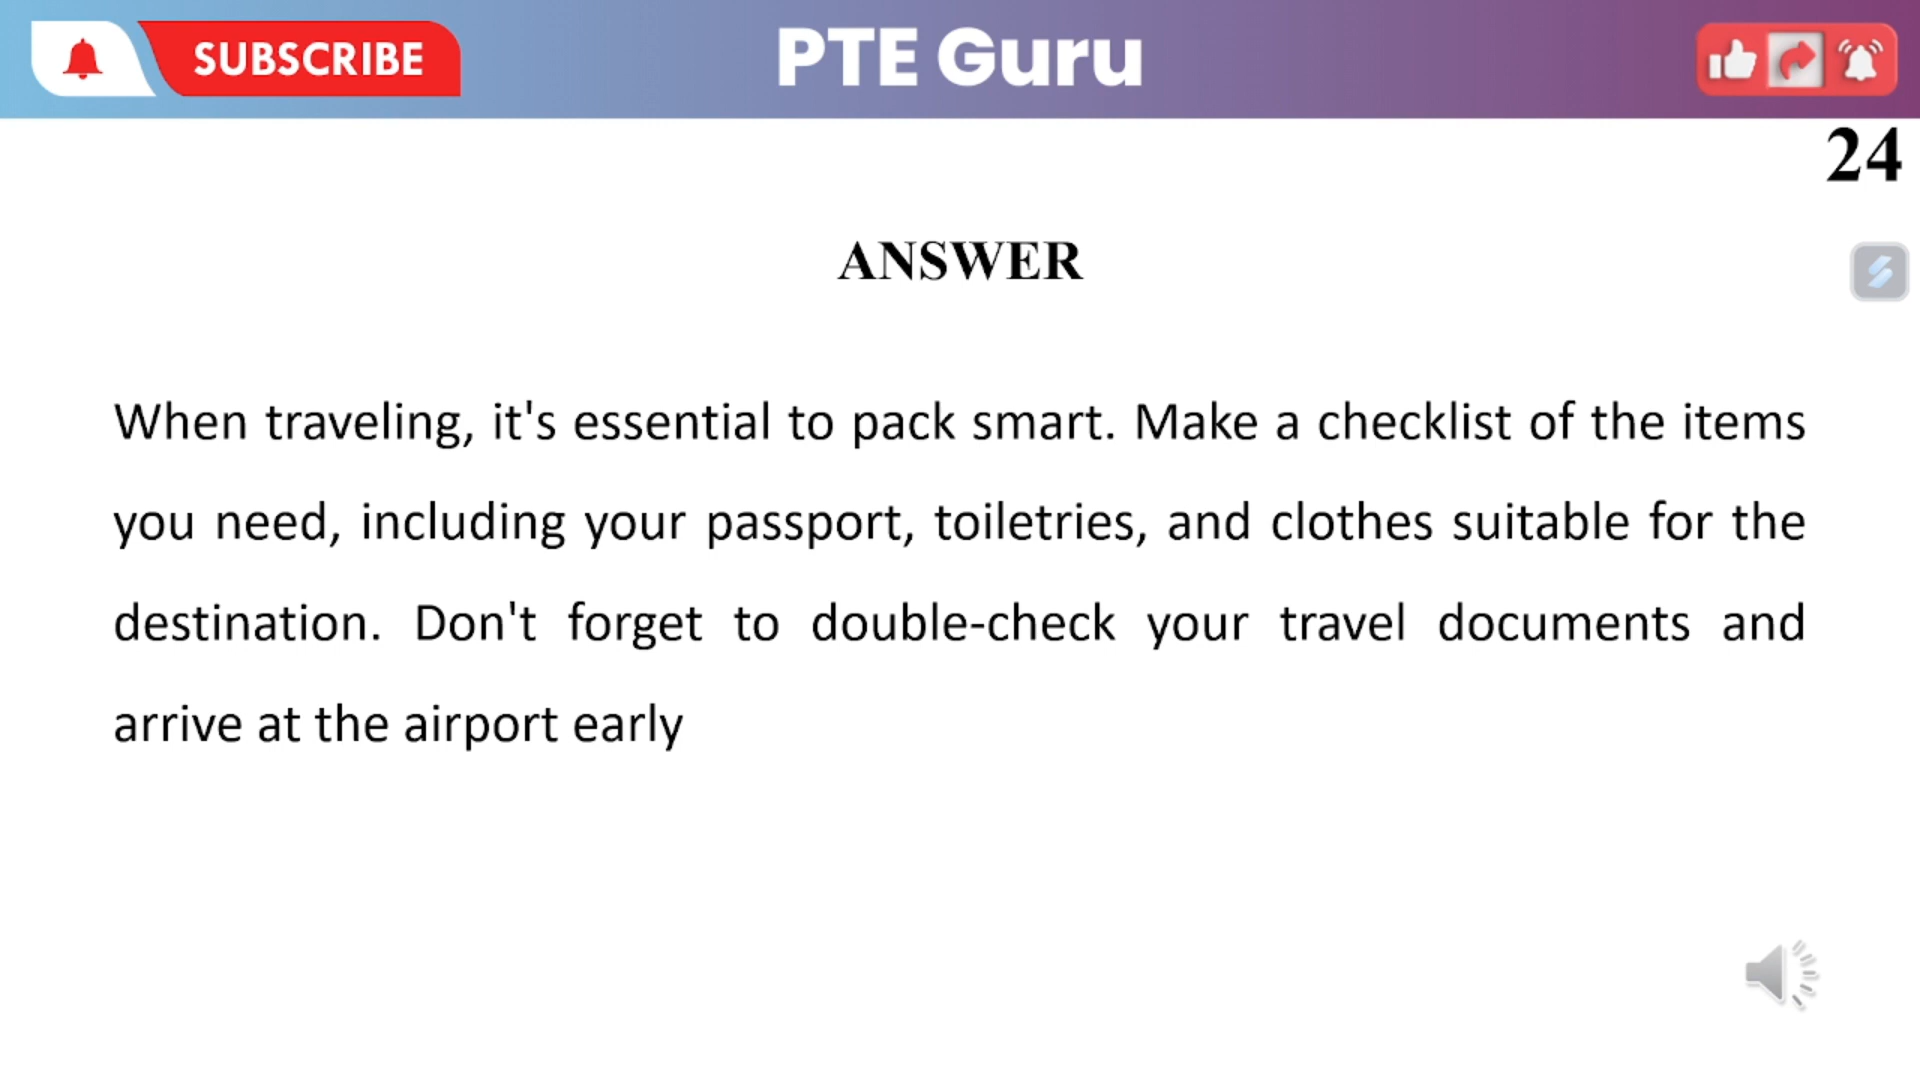 SUBSCRIBE
PTE Guru
24
ANSWER
When traveling, it's essential to pack smart. Make a checklist of the items
you need, including your passport, toiletries, and clothes suitable for the
destination. Don't forget to double-check your travel documents and
arrive at the airport early